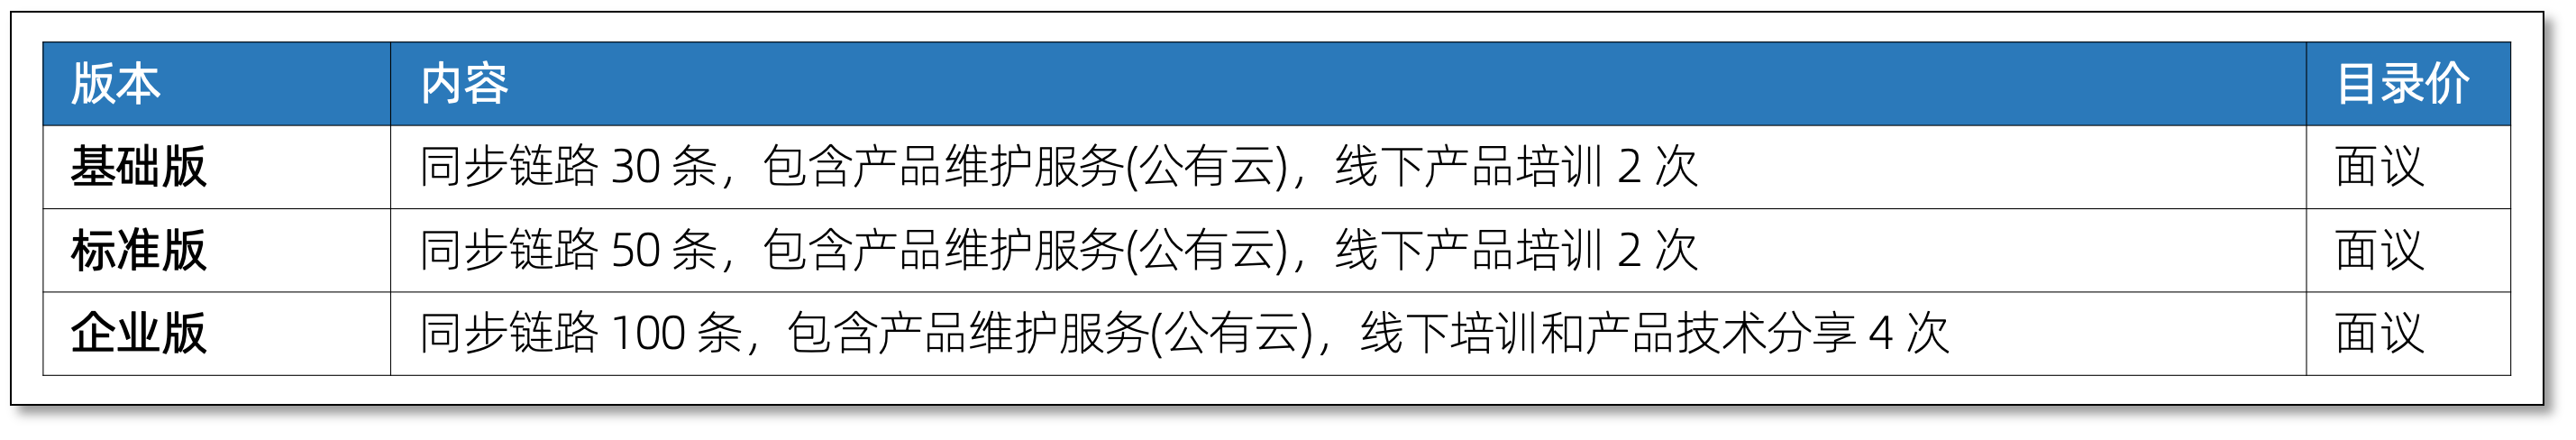 版本 内容 目录价
基础版 同步链路 30 条，包含产品维护服务(公有云)，线下产品培训 2 次 面议
标准版 同步链路 50 条，包含产品维护服务(公有云)，线下产品培训 2 次 面议
企业版 同步链路 100 条，包含产品维护服务(公有云)，线下培训和产品技术分享 4 次 面议